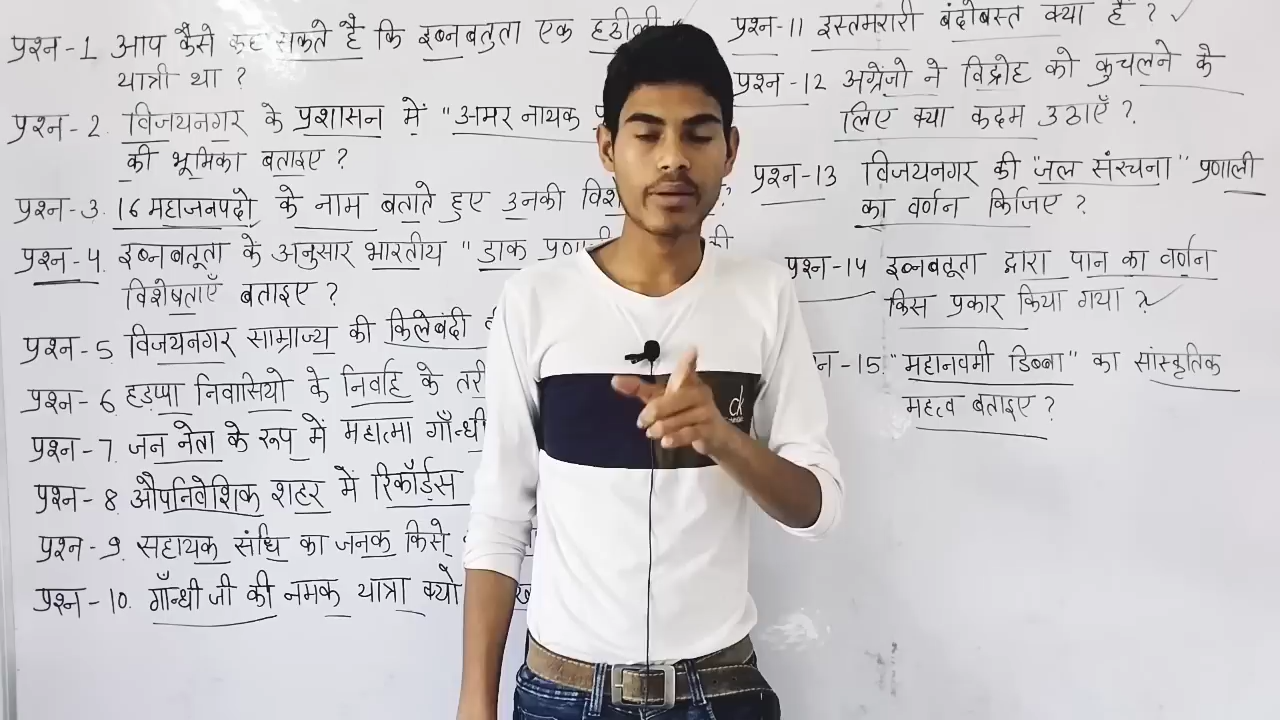 प्रश्न-1 आप कैसे कह सकते है कि इब्नबतुता एक हठीला
यात्री था ?
प्रश्न-2. विजयनगर के प्रशासन में "अमर नायक
की भूमिका बताइए ?
प्रश्न-3. 16 महाजनपदो के नाम बताते हुए उनकी ?
प्रश्न-4. इब्नबतूता के अनुसार भारतीय "डाक
विशेषताएँ बताइए ?
प्रश्न-5 विजयनगर साम्राज्य की किलेबंदी
प्रश्न-6. हड़प्पा निवासियो के निर्वाह के
प्रश्न-7. जन नेता के रूप में महात्मा गाँन्धी
प्रश्न-8. औपनिवेशिक शहर में रिकॉर्ड्स
प्रश्न-9. सहायक संधि का जनक किसे
प्रश्न-10. गाँन्धी जी की नमक यात्रा क्यो
प्रश्न-11 इस्तमरारी बंदोबस्त क्या है ?
प्रश्न-12 अग्रेंजो ने विद्रोह को कुचलने के
लिए क्या कदम उठाएँ ?
प्रश्न-13 विजयनगर की "जल संरचना" प्रणाली
का वर्णन किजिए ?
प्रश्न-14 इब्नबतूता द्वारा पान का वर्णन
किस प्रकार किया गया ?
-15. "महानवमी डिब्बा" का सांस्कृतिक
महत्व बताइए ?